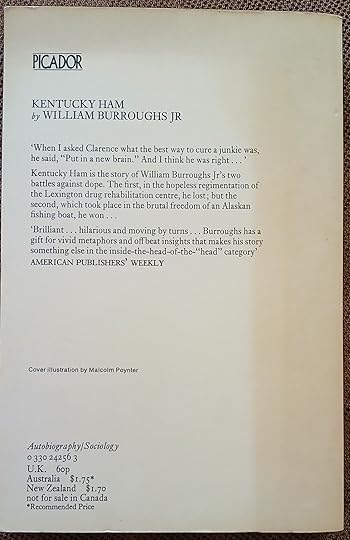 PICADOR
KENTUCKY HAM
by WILLIAM BURROUGHS JR
'When I asked Clarence what the best way to cure a junkie was,
he said, "Put in a new brain." And I think he was right . . .'
Kentucky Ham is the story of William Burroughs Jr's two
battles against dope. The first, in the hopeless regimentation of
the Lexington drug rehabilitation centre, he lost; but the
second, which took place in the brutal freedom of an Alaskan
fishing boat, he won . . .
'Brilliant . . . hilarious and moving by turns . . . Burroughs has a
gift for vivid metaphors and off beat insights that makes his story
something else in the inside-the-head-of-the-"head" category'
AMERICAN PUBLISHERS' WEEKLY
Cover illustration by Malcolm Poynter
Autobiography/Sociology
0 330 24256 3
U.K. 60p
Australia $1.75*
New Zealand $1.70
not for sale in Canada
*Recommended Price